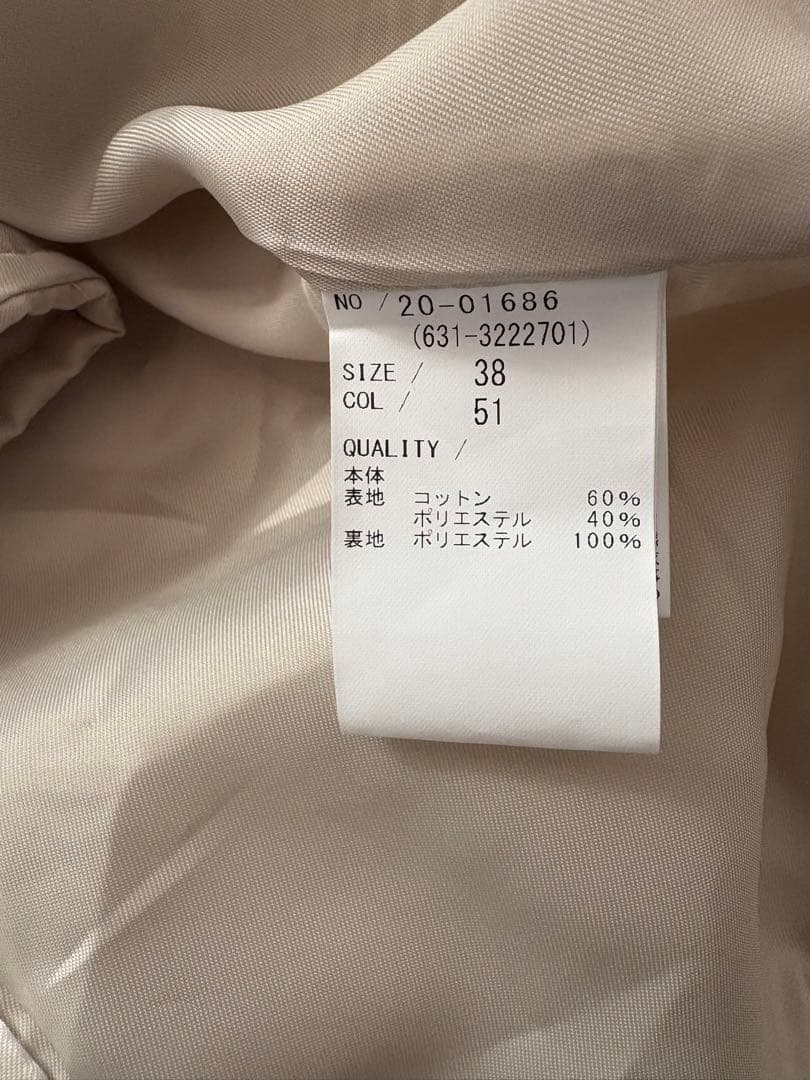 NO / 20-01686
(631-3222701)
SIZE / 38
COL / 51
QUALITY /
本体
表地 コットン 60%
ポリエステル 40%
裏地 ポリエステル 100%